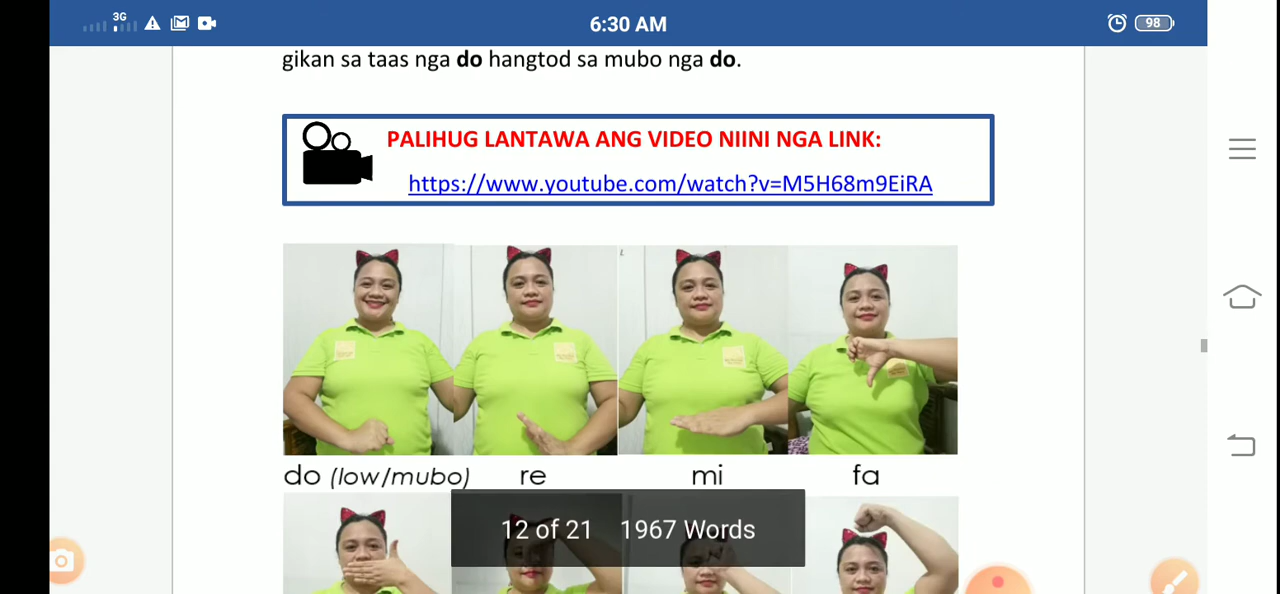 3G 6:30 AM 98
gikan sa taas nga do hangtod sa mubo nga do.
PALIHUG LANTAWA ANG VIDEO NIINI NGA LINK:
https://www.youtube.com/watch?v=M5H68m9EiRA
do (low/mubo) re mi fa
12 of 21 1967 Words